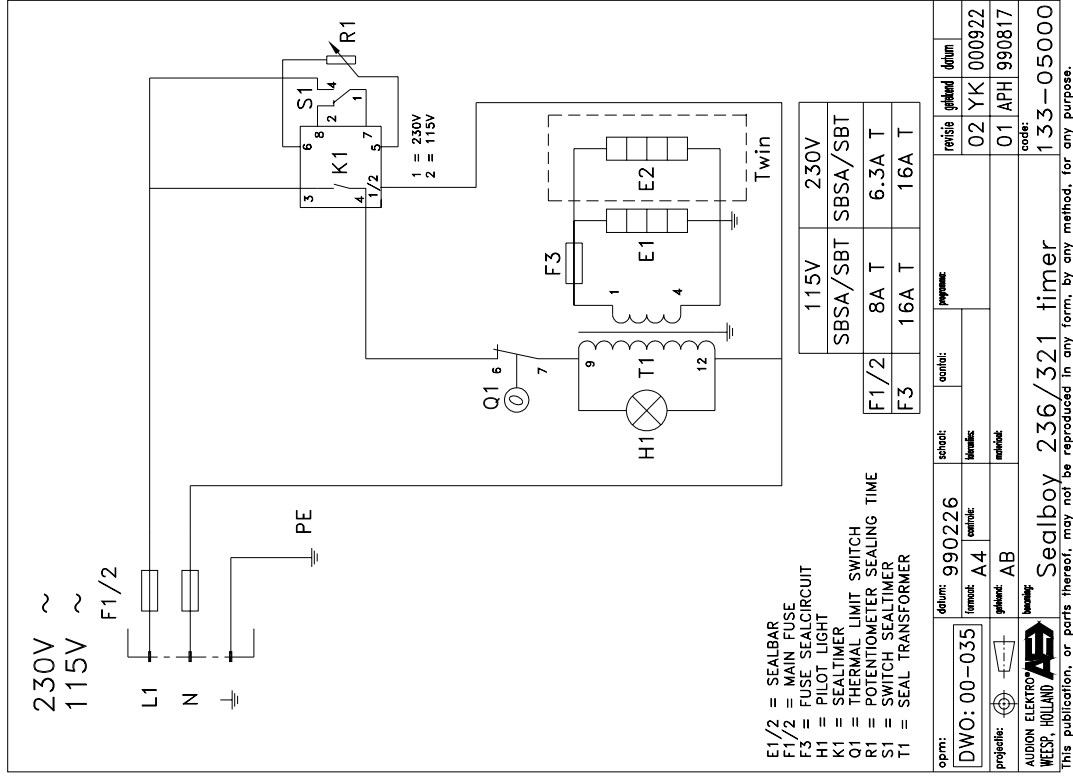 230V ~
115V ~
L1
N
F1/2
PE
R1
S1
4
1
2
8
7
6
5
K1
3
4
1/2
1 = 230V
2 = 115V
Q1
6
7
9
12
T1
H1
F3
1
4
E1
E2
Twin
115V 230V
SBSA/SBT SBSA/SBT
F1/2 8A T 6.3A T
F3 16A T 16A T
E1/2 = SEALBAR
F1/2 = MAIN FUSE
F3 = FUSE SEALCIRCUIT
H1 = PILOT LIGHT
K1 = SEALTIMER
Q1 = THERMAL LIMIT SWITCH
R1 = POTENTIOMETER SEALING TIME
S1 = SWITCH SEALTIMER
T1 = SEAL TRANSFORMER
opm:
DWO: 00-035
projectie:
AUDION ELEKTRO®
WEESP, HOLLAND
AE
datum: 990226
formaat: A4
controle:
getekend: AB
benaming:
Sealboy 236/321 timer
schaal:
aantal:
toleranties:
materiaal:
programma:
revisie getekend datum
02 YK 000922
01 APH 990817
code:
133-05000
This publication, or parts thereof, may not be reproduced in any form, by any method, for any purpose.